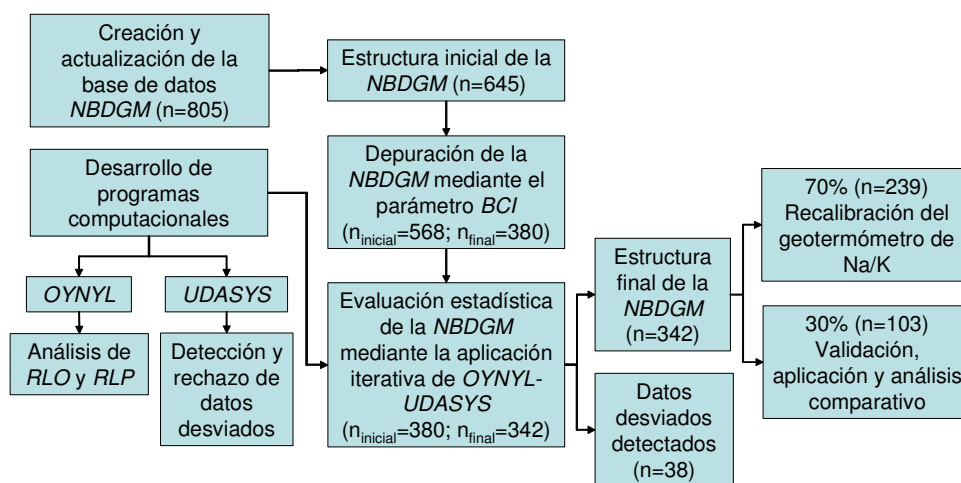 Creación y
actualización de la
base de datos
NBDGM (n=805)
Estructura inicial de la
NBDGM (n=645)
Desarrollo de
programas
computacionales
Depuración de la
NBDGM mediante el
parámetro BCI
(ninicial=568; nfinal=380)
OYNYL
UDASYS
Análisis de
RLO y RLP
Detección y
rechazo de
datos
desviados
Evaluación estadística
de la NBDGM
mediante la aplicación
iterativa de OYNYL-
UDASYS
(ninicial=380; nfinal=342)
Estructura
final de la
NBDGM
(n=342)
Datos
desviados
detectados
(n=38)
70% (n=239)
Recalibración del
geotermómetro de
Na/K
30% (n=103)
Validación,
aplicación y análisis
comparativo